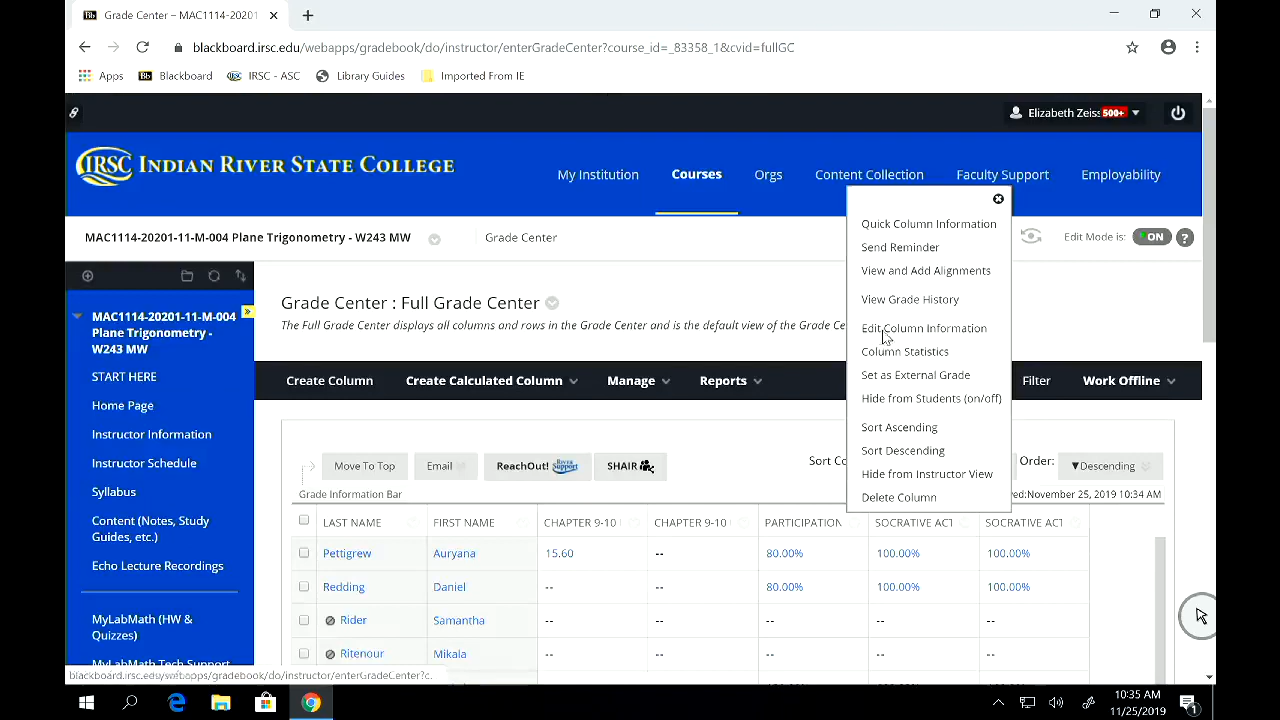 Grade Center – MAC1114-20201
blackboard.irsc.edu/webapps/gradebook/do/instructor/enterGradeCenter?course_id=_83358_1&cvid=fullGC
Apps Bb Blackboard IRSC - ASC Library Guides Imported From IE
Elizabeth Zeiss 500+
IRSC INDIAN RIVER STATE COLLEGE
My Institution Courses Orgs Content Collection Faculty Support Employability
MAC1114-20201-11-M-004 Plane Trigonometry - W243 MW Grade Center
Edit Mode is: ON ?
Quick Column Information
Send Reminder
View and Add Alignments
View Grade History
Edit Column Information
Column Statistics
Set as External Grade
Hide from Students (on/off)
Sort Ascending
Sort Descending
Hide from Instructor View
Delete Column
MAC1114-20201-11-M-004
Plane Trigonometry -
W243 MW
START HERE
Home Page
Instructor Information
Instructor Schedule
Syllabus
Content (Notes, Study
Guides, etc.)
Echo Lecture Recordings
MyLabMath (HW &
Quizzes)
MyLabMath Tech Support
Grade Center : Full Grade Center
The Full Grade Center displays all columns and rows in the Grade Center and is the default view of the Grade Ce
Create Column Create Calculated Column Manage Reports Filter Work Offline
Move To Top Email ReachOut! River Support SHAIR Sort Co Order: ▼Descending
Grade Information Bar ved:November 25, 2019 10:34 AM
LAST NAME FIRST NAME CHAPTER 9-10 CHAPTER 9-10 PARTICIPATION SOCRATIVE ACT SOCRATIVE ACT
Pettigrew Auryana 15.60 -- 80.00% 100.00% 100.00%
Redding Daniel -- -- 80.00% 100.00% 100.00%
Rider Samantha -- -- -- -- --
Ritenour Mikala -- -- -- -- --
blackboard.irsc.edu/webapps/gradebook/do/instructor/enterGradeCenter?c.
10:35 AM
11/25/2019
1